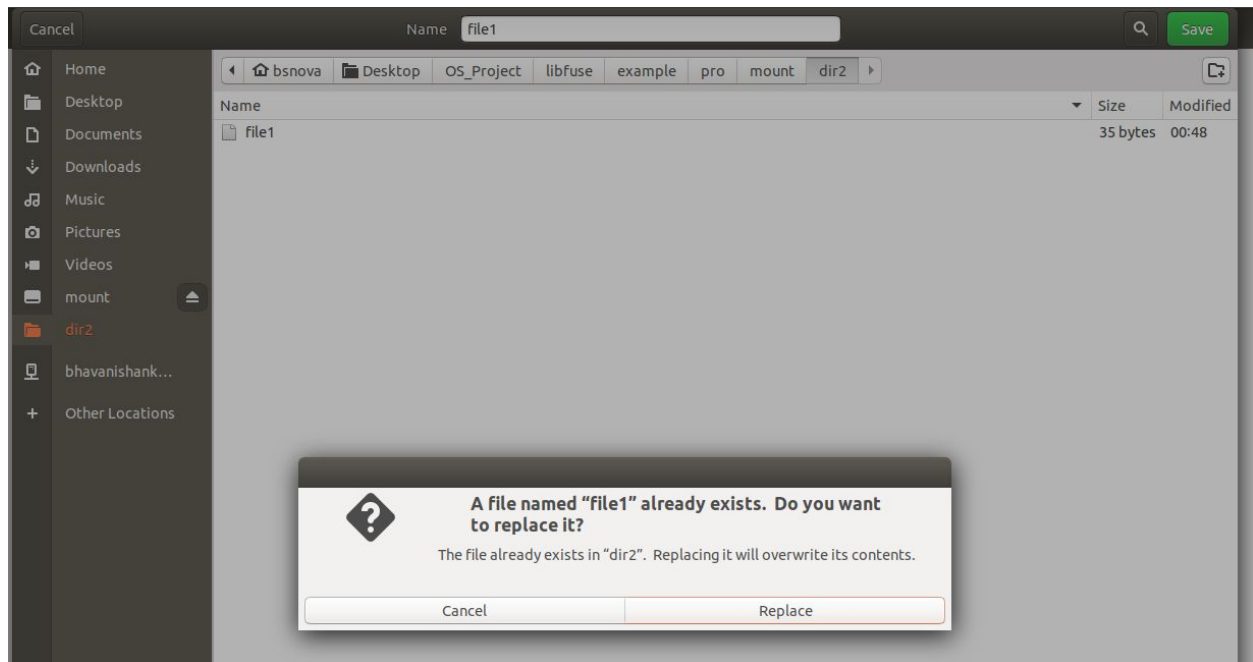 Cancel Name file1 Save
Home
Desktop
Documents
Downloads
Music
Pictures
Videos
mount
dir2
bhavanishank...
Other Locations
bsnova Desktop OS_Project libfuse example pro mount dir2
Name Size Modified
file1 35 bytes 00:48
A file named “file1” already exists. Do you want
to replace it?
The file already exists in “dir2”. Replacing it will overwrite its contents.
Cancel Replace